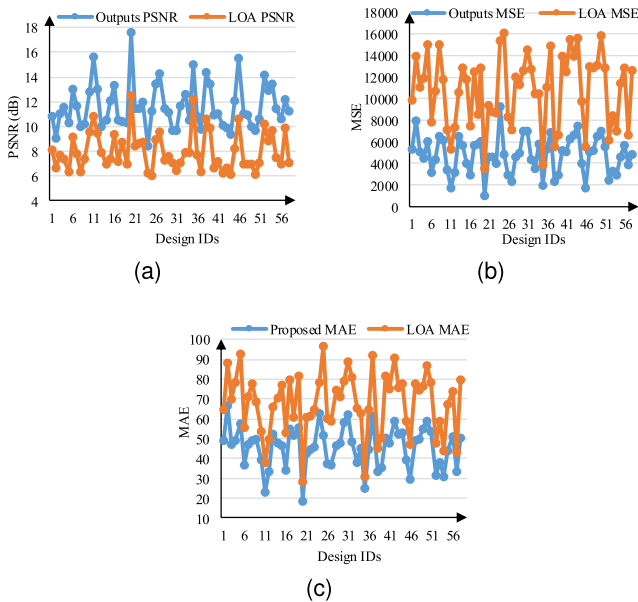 Outputs PSNR LOA PSNR
18
16
14
12
10
8
6
4
PSNR (dB)
1 6 11 16 21 26 31 36 41 46 51 56
Design IDs
(a)
Outputs MSE LOA MSE
18000
16000
14000
12000
10000
8000
6000
4000
2000
0
MSE
1 6 11 16 21 26 31 36 41 46 51 56
Design IDs
(b)
Proposed MAE LOA MAE
100
90
80
70
60
50
40
30
20
10
MAE
1 6 11 16 21 26 31 36 41 46 51 56
Design IDs
(c)